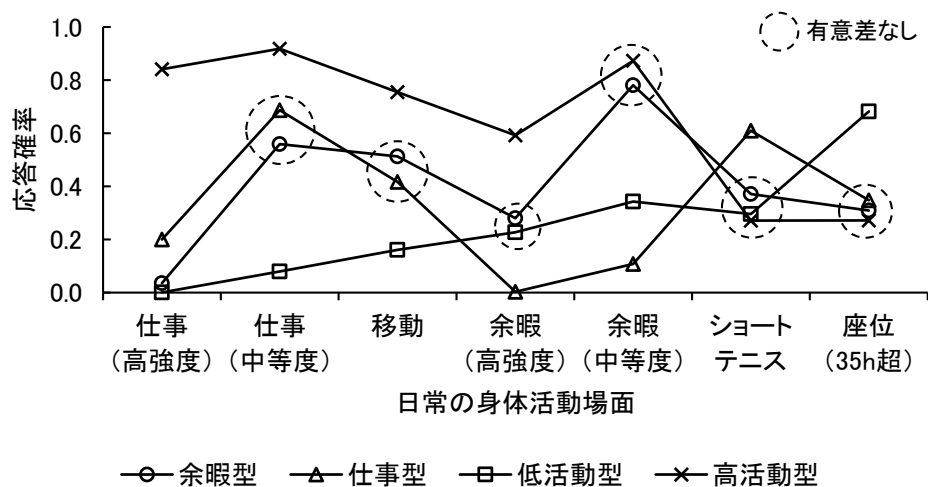 有意差なし
1.0
0.8
0.6
0.4
0.2
0.0
応答確率
仕事
（高強度）
仕事
（中等度）
移動
余暇
（高強度）
余暇
（中等度）
ショート
テニス
座位
（35h超）
日常の身体活動場面
余暇型
仕事型
低活動型
高活動型